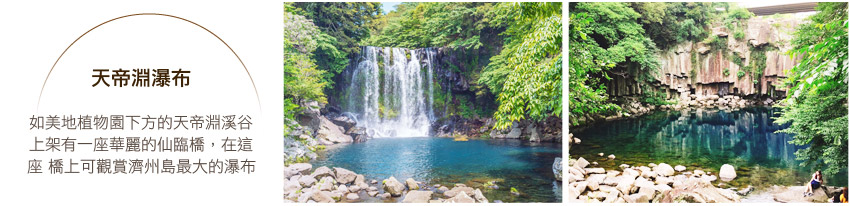 天帝淵瀑布
如美地植物園下方的天帝淵溪谷
上架有一座華麗的仙臨橋，在這
座 橋上可觀賞濟州島最大的瀑布